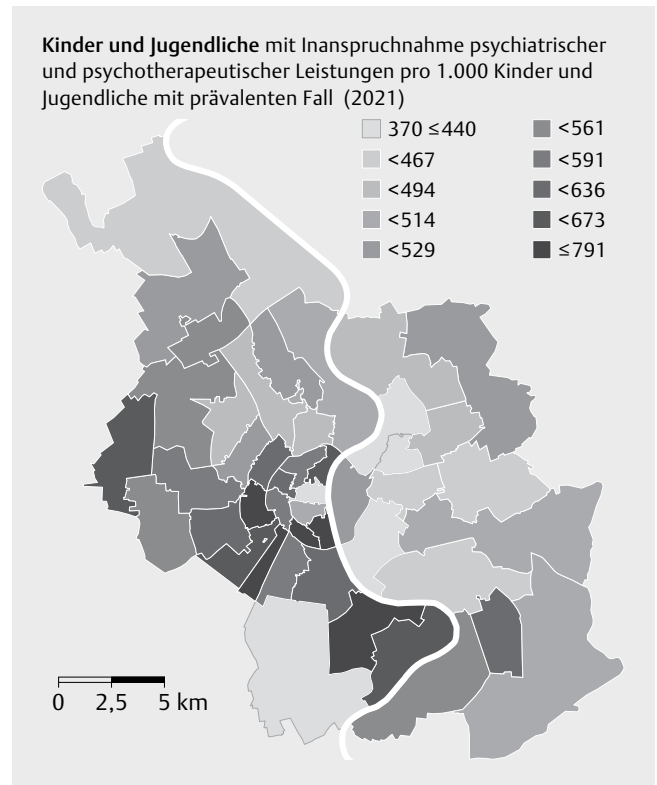 Kinder und Jugendliche mit Inanspruchnahme psychiatrischer
und psychotherapeutischer Leistungen pro 1.000 Kinder und
Jugendliche mit prävalenten Fall (2021)
370 ≤440
<467
<494
<514
<529
<561
<591
<636
<673
≤791
0 2,5 5 km